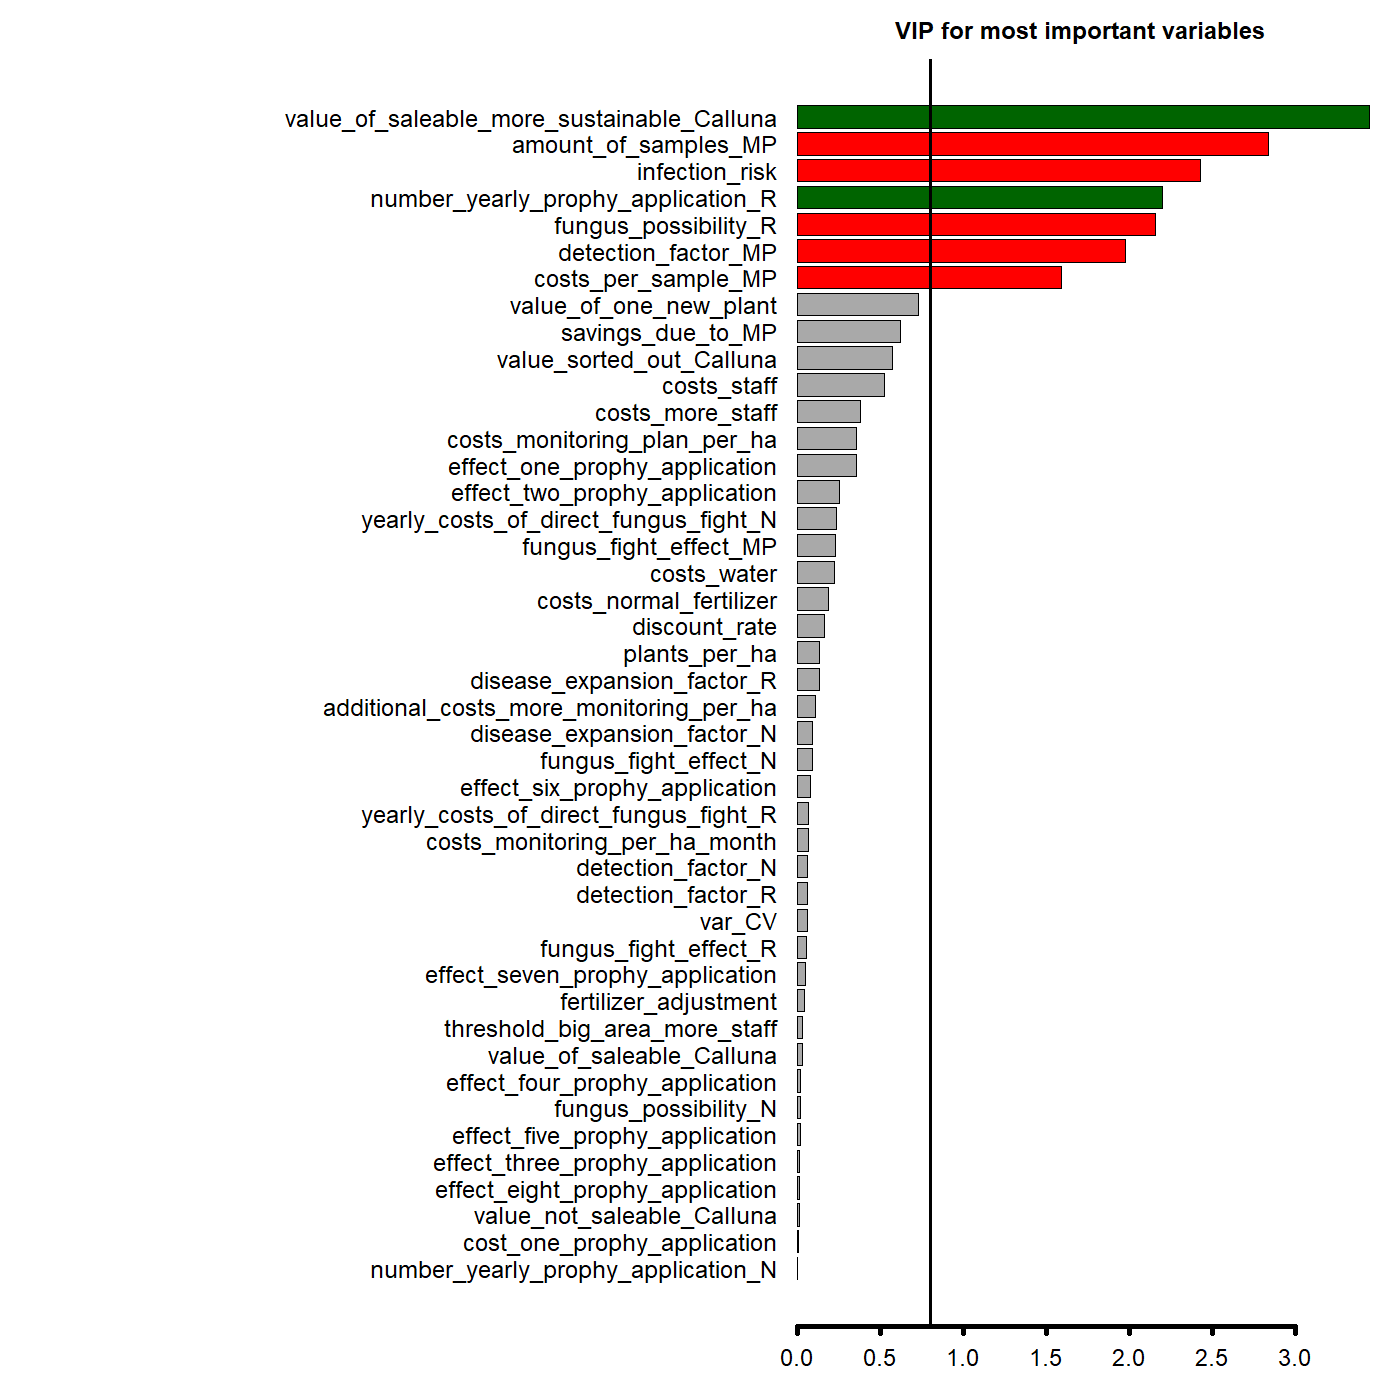 VIP for most important variables
value_of_saleable_more_sustainable_Calluna
amount_of_samples_MP
infection_risk
number_yearly_prophy_application_R
fungus_possibility_R
detection_factor_MP
costs_per_sample_MP
value_of_one_new_plant
savings_due_to_MP
value_sorted_out_Calluna
costs_staff
costs_more_staff
costs_monitoring_plan_per_ha
effect_one_prophy_application
effect_two_prophy_application
yearly_costs_of_direct_fungus_fight_N
fungus_fight_effect_MP
costs_water
costs_normal_fertilizer
discount_rate
plants_per_ha
disease_expansion_factor_R
additional_costs_more_monitoring_per_ha
disease_expansion_factor_N
fungus_fight_effect_N
effect_six_prophy_application
yearly_costs_of_direct_fungus_fight_R
costs_monitoring_per_ha_month
detection_factor_N
detection_factor_R
var_CV
fungus_fight_effect_R
effect_seven_prophy_application
fertilizer_adjustment
threshold_big_area_more_staff
value_of_saleable_Calluna
effect_four_prophy_application
fungus_possibility_N
effect_five_prophy_application
effect_three_prophy_application
effect_eight_prophy_application
value_not_saleable_Calluna
cost_one_prophy_application
number_yearly_prophy_application_N
0.0 0.5 1.0 1.5 2.0 2.5 3.0